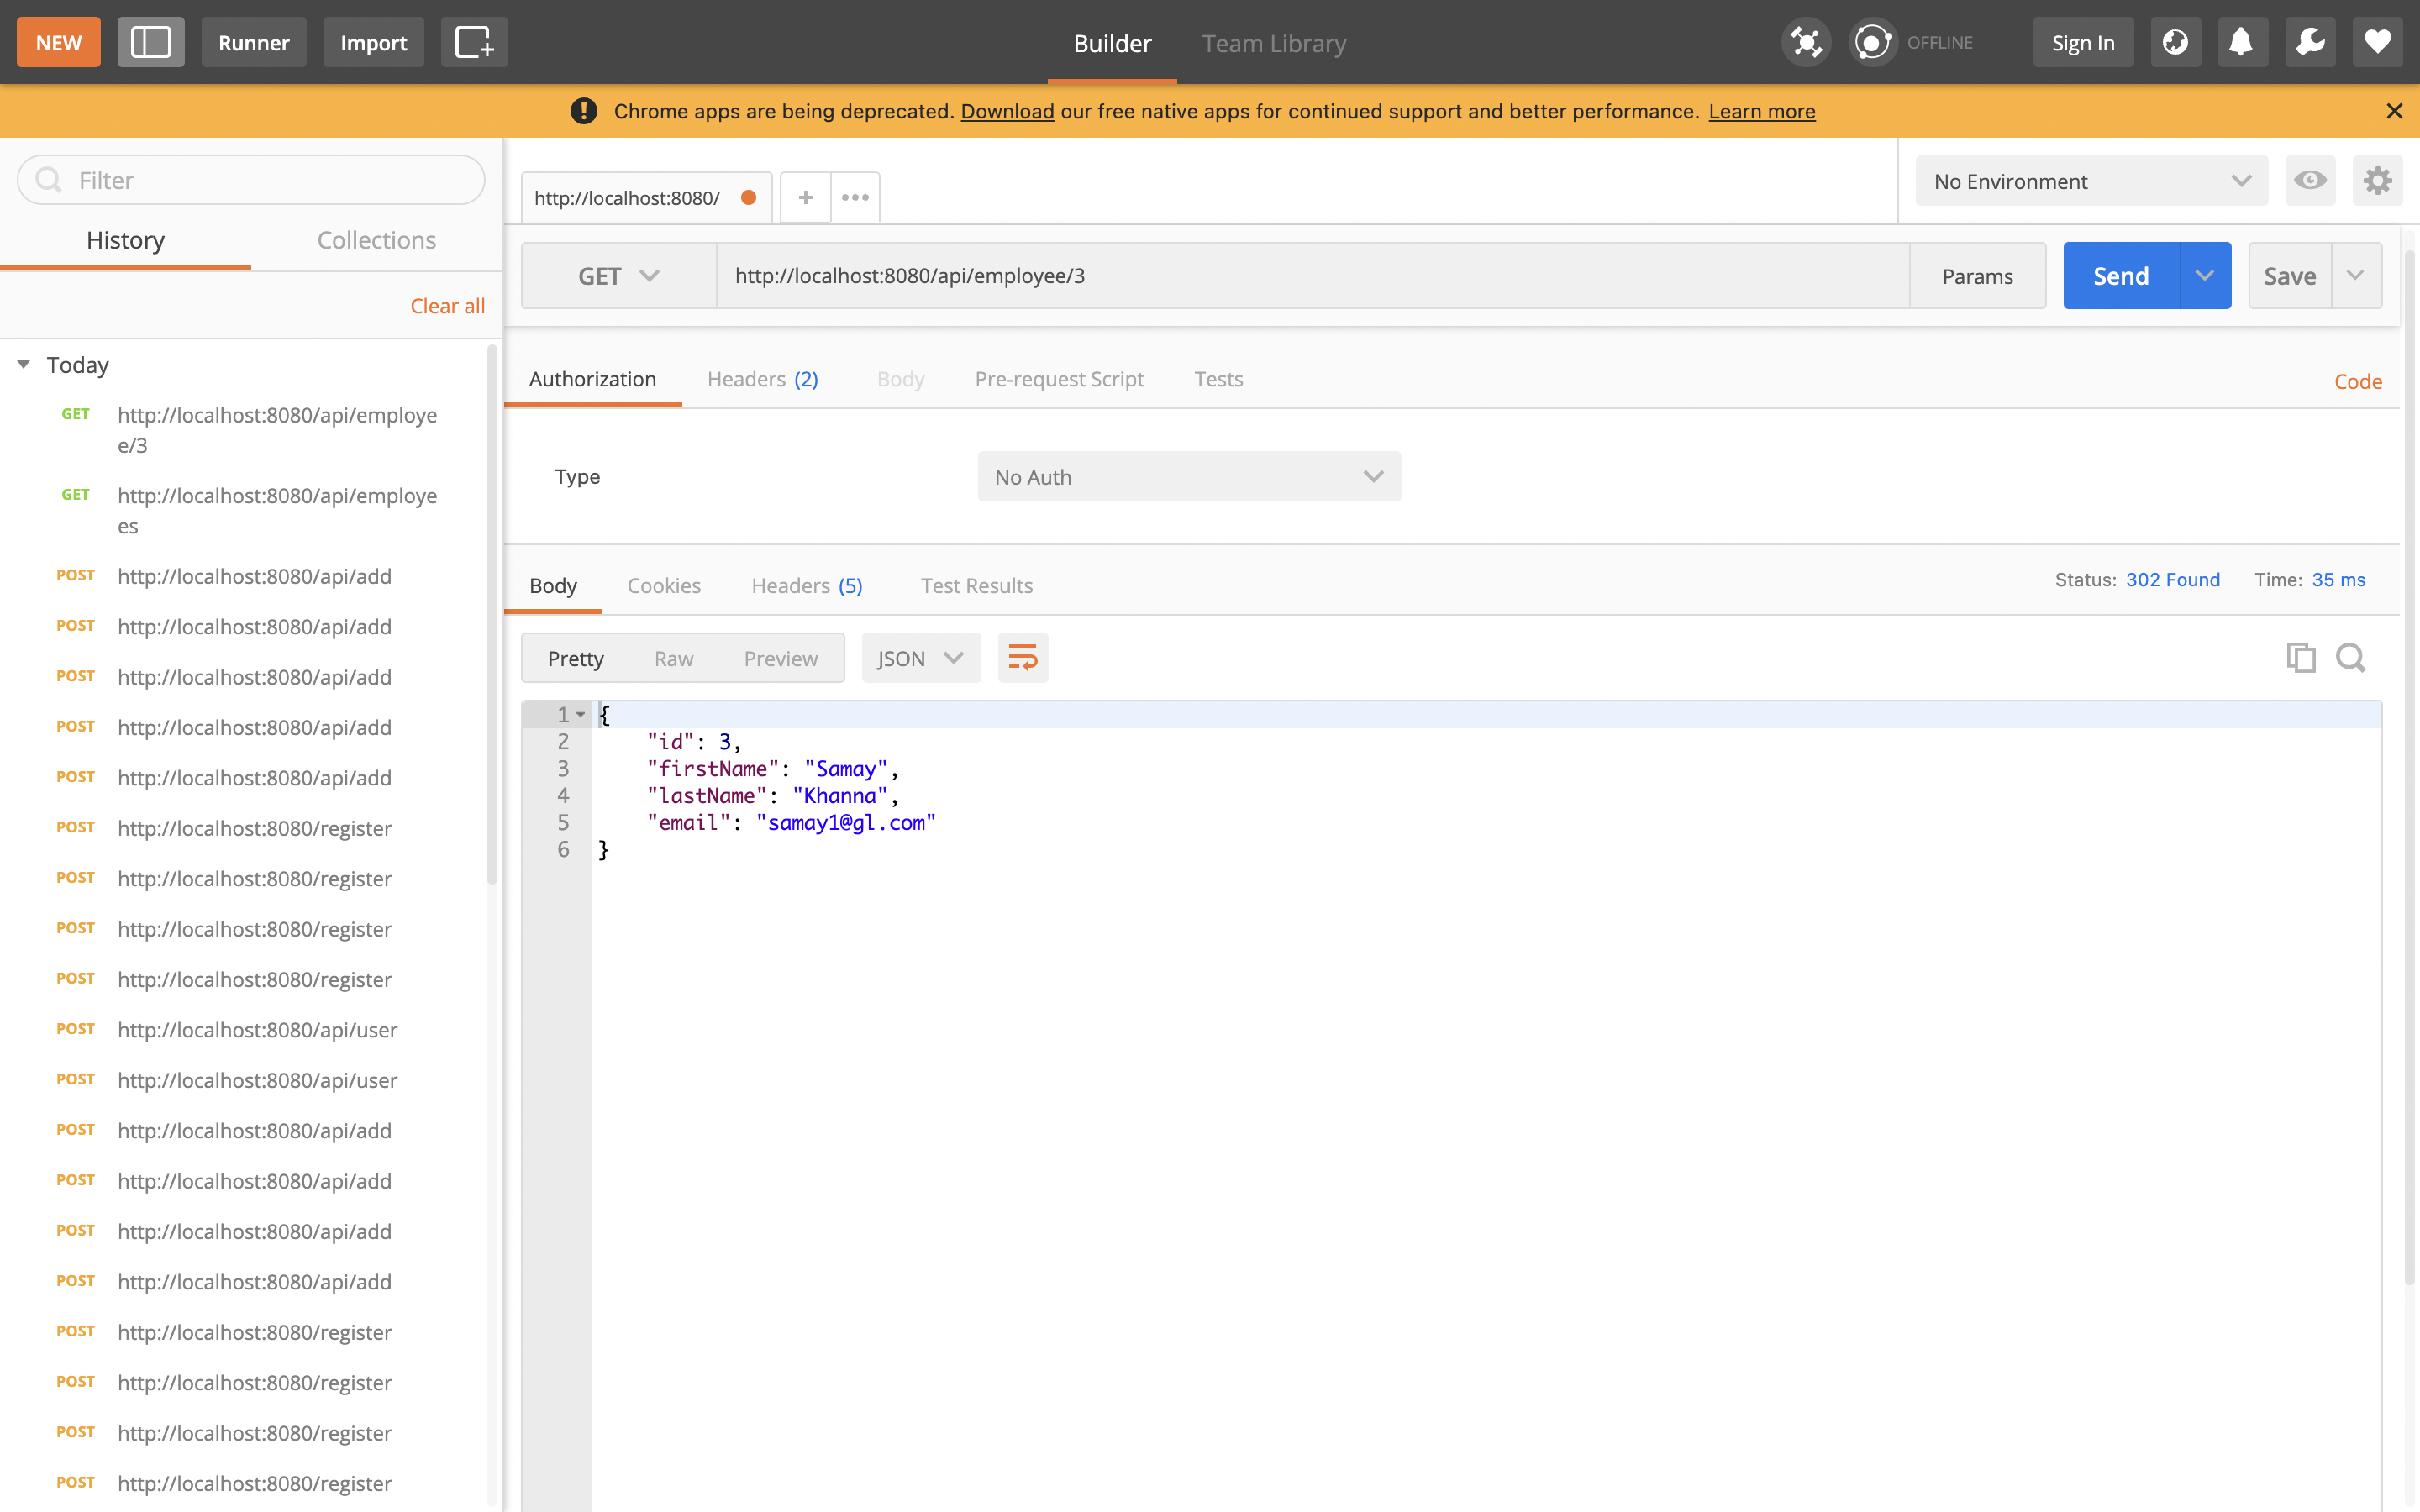 NEW Runner Import Builder Team Library OFFLINE Sign In
Chrome apps are being deprecated. Download our free native apps for continued support and better performance. Learn more
Filter
History Collections
Clear all
Today
GET http://localhost:8080/api/employe
e/3
GET http://localhost:8080/api/employe
es
POST http://localhost:8080/api/add
POST http://localhost:8080/api/add
POST http://localhost:8080/api/add
POST http://localhost:8080/api/add
POST http://localhost:8080/api/add
POST http://localhost:8080/register
POST http://localhost:8080/register
POST http://localhost:8080/register
POST http://localhost:8080/register
POST http://localhost:8080/api/user
POST http://localhost:8080/api/user
POST http://localhost:8080/api/add
POST http://localhost:8080/api/add
POST http://localhost:8080/api/add
POST http://localhost:8080/api/add
POST http://localhost:8080/register
POST http://localhost:8080/register
POST http://localhost:8080/register
POST http://localhost:8080/register
http://localhost:8080/
No Environment
GET http://localhost:8080/api/employee/3 Params Send Save
Authorization Headers (2) Body Pre-request Script Tests Code
Type No Auth
Body Cookies Headers (5) Test Results Status: 302 Found Time: 35 ms
Pretty Raw Preview JSON
1 {
2 "id": 3,
3 "firstName": "Samay",
4 "lastName": "Khanna",
5 "email": "samay1@gl.com"
6 }